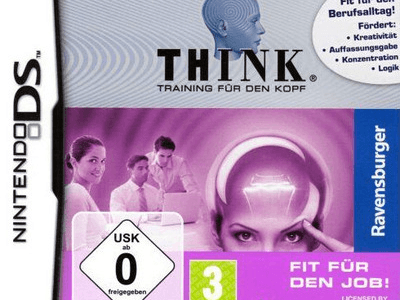 NINTENDO DS™
Fit für den
Berufsalltag!
Fördert:
• Kreativität
• Auffassungsgabe
• Konzentration
• Logik
THINK®
TRAINING FÜR DEN KOPF
Ravensburger
USK
ab
0
freigegeben
3
FIT FÜR
DEN JOB!
LICENSED BY